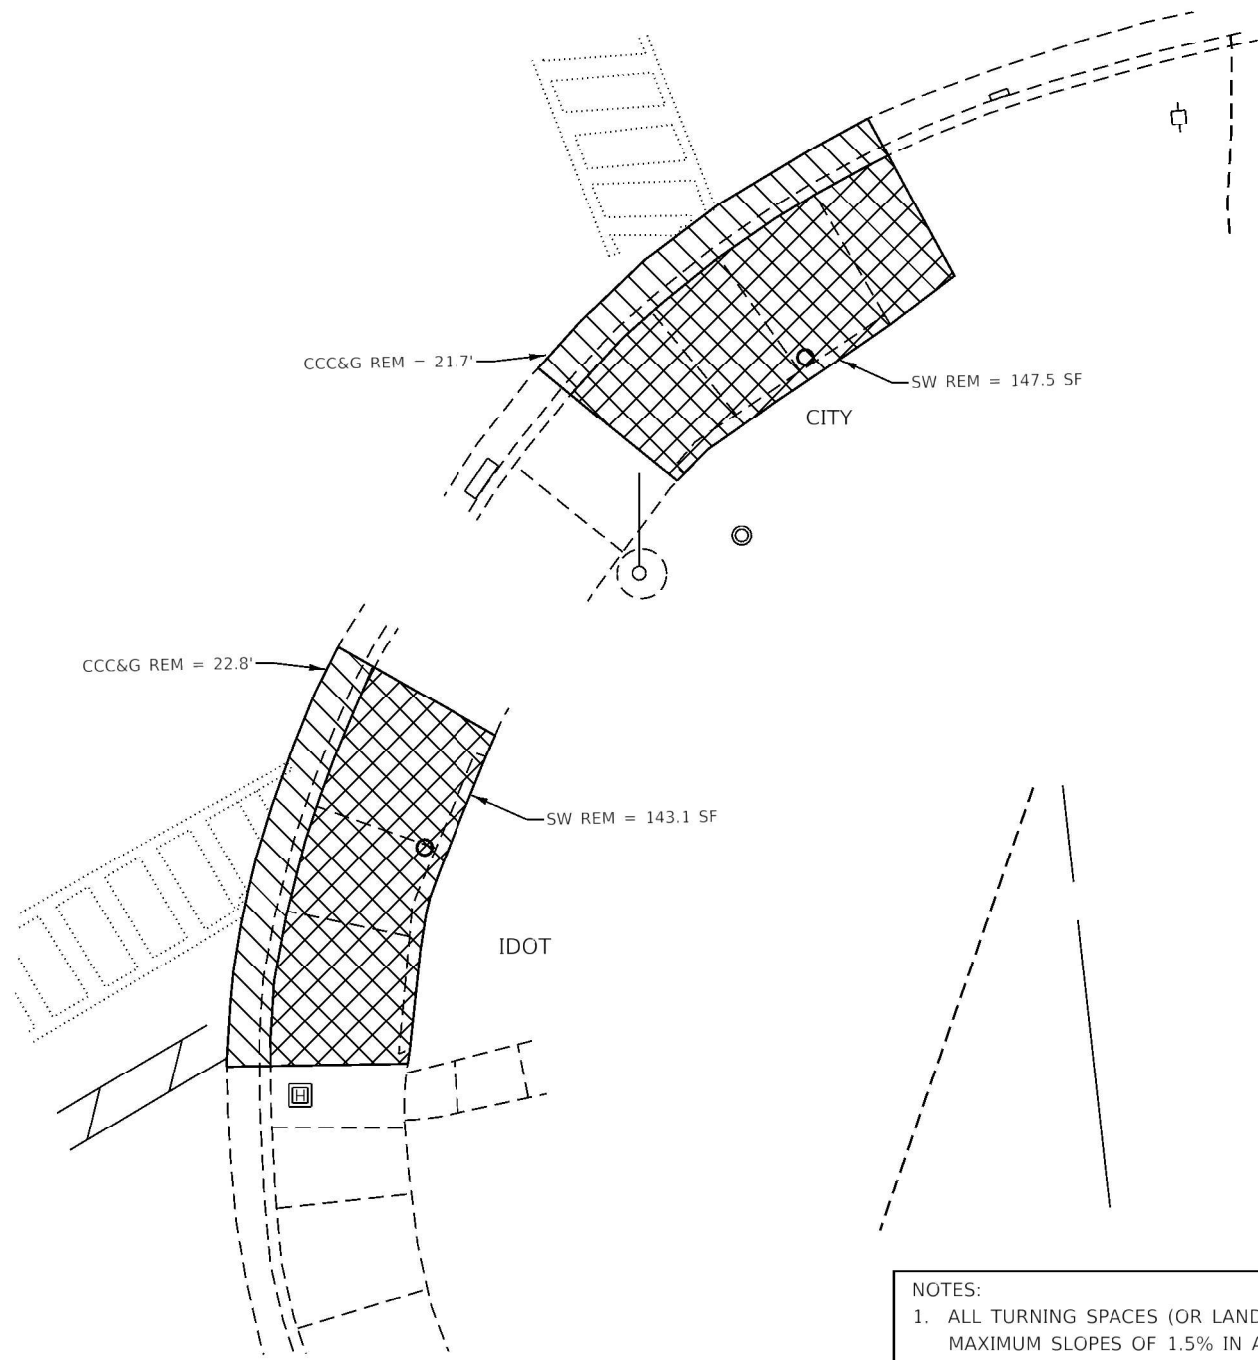 CCC&G REM - 21.7'
SW REM = 147.5 SF
CITY
CCC&G REM = 22.8'
SW REM = 143.1 SF
IDOT
H
NOTES:
1. ALL TURNING SPACES (OR LAND
MAXIMUM SLOPES OF 1.5% IN A